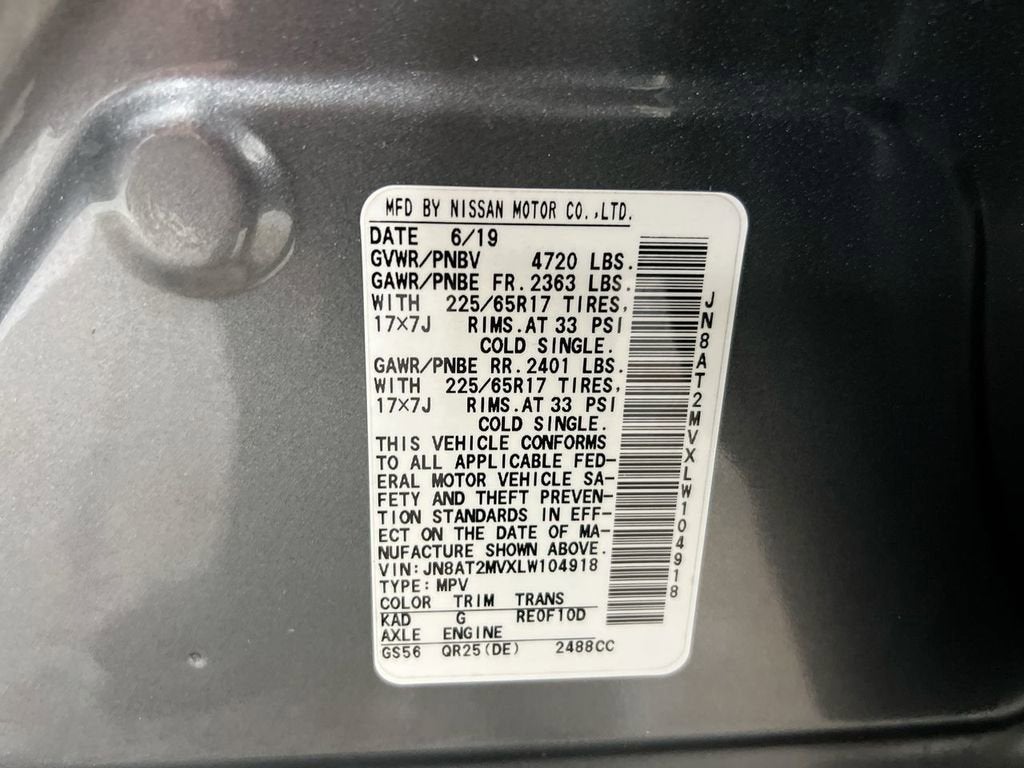 MFD BY NISSAN MOTOR CO.,LTD.
DATE 6/19
GVWR/PNBV 4720 LBS.
GAWR/PNBE FR. 2363 LBS.
WITH 225/65R17 TIRES,
17×7J RIMS. AT 33 PSI
COLD SINGLE.
GAWR/PNBE RR. 2401 LBS.
WITH 225/65R17 TIRES,
17×7J RIMS. AT 33 PSI
COLD SINGLE.
THIS VEHICLE CONFORMS
TO ALL APPLICABLE FED-
ERAL MOTOR VEHICLE SA-
FETY AND THEFT PREVEN-
TION STANDARDS IN EFF-
ECT ON THE DATE OF MA-
NUFACTURE SHOWN ABOVE.
VIN: JN8AT2MVXLW104918
TYPE: MPV
COLOR TRIM TRANS
KAD G RE0F10D
AXLE ENGINE
GS56 QR25(DE) 2488CC
JN8AT2MVXLW104918